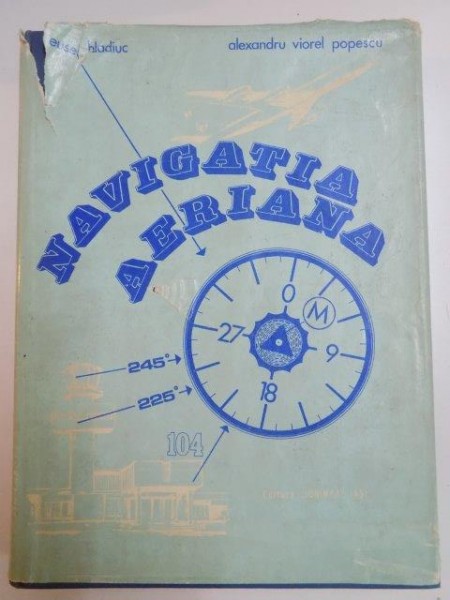 hladiuc alexandru viorel popescu
NAVIGATIA
AERIANA
0
M
27
9
18
245°
225°
104